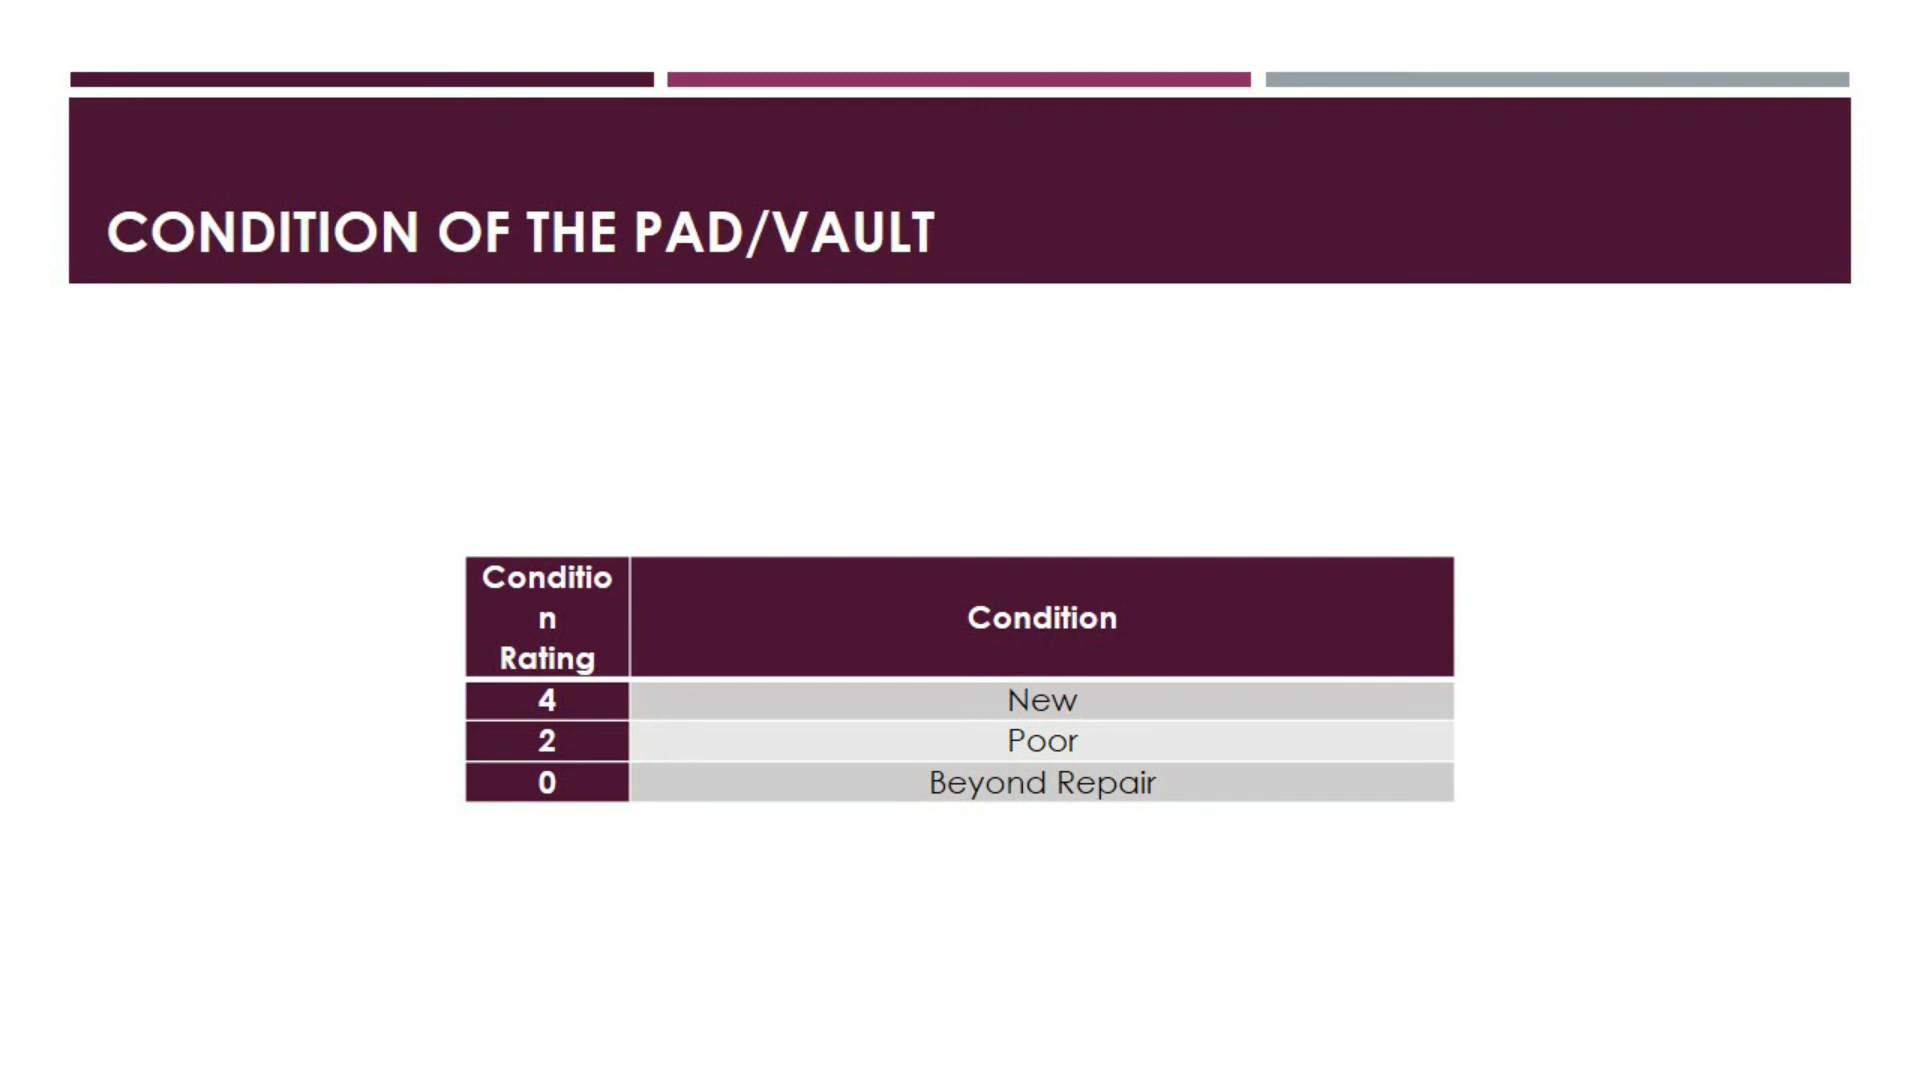 CONDITION OF THE PAD/VAULT
Conditio
n
Rating
Condition
4 New
2 Poor
0 Beyond Repair